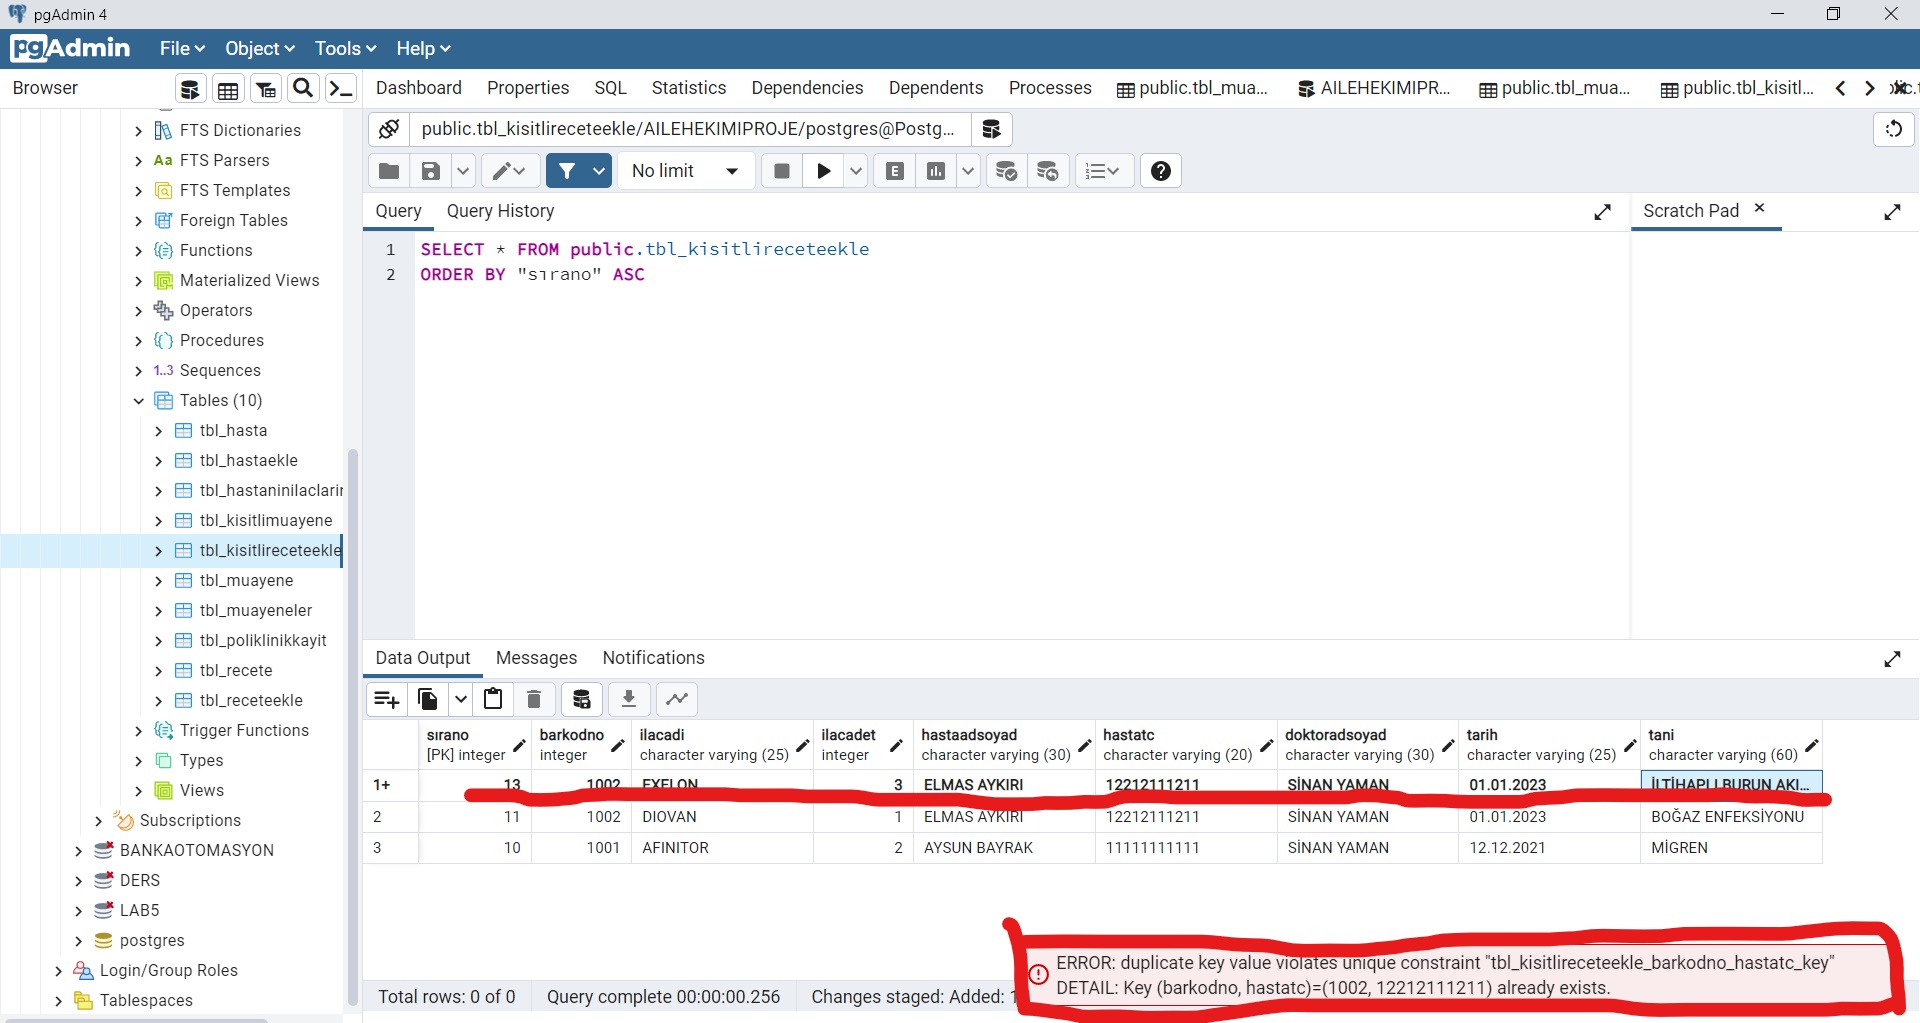 pgAdmin 4
pgAdmin File Object Tools Help
Browser
Dashboard Properties SQL Statistics Dependencies Dependents Processes public.tbl_mua... AILEHEKIMIPR... public.tbl_mua... public.tbl_kisitl...
public.tbl_kisitlireceteekle/AILEHEKIMIPROJE/postgres@Postg...
No limit
Query Query History
Scratch Pad
1 SELECT * FROM public.tbl_kisitlireceteekle
2 ORDER BY "sırano" ASC
FTS Dictionaries
Aa FTS Parsers
FTS Templates
Foreign Tables
Functions
Materialized Views
Operators
Procedures
1..3 Sequences
Tables (10)
tbl_hasta
tbl_hastaekle
tbl_hastaninilaclarir
tbl_kisitlimuayene
tbl_kisitlireceteekle
tbl_muayene
tbl_muayeneler
tbl_poliklinikkayit
tbl_recete
tbl_receteekle
Trigger Functions
Types
Views
Subscriptions
BANKAOTOMASYON
DERS
LAB5
postgres
Login/Group Roles
Tablespaces
Data Output Messages Notifications
sırano barkodno ilacadi ilacadet hastaadsoyad hastatc doktoradsoyad tarih tani
[PK] integer integer character varying (25) integer character varying (30) character varying (20) character varying (30) character varying (25) character varying (60)
1+ 13 1002 EXELON 3 ELMAS AYKIRI 12212111211 SİNAN YAMAN 01.01.2023 İLTİHAPLI BURUN AKI...
2 11 1002 DIOVAN 1 ELMAS AYKIRI 12212111211 SİNAN YAMAN 01.01.2023 BOĞAZ ENFEKSİYONU
3 10 1001 AFINITOR 2 AYSUN BAYRAK 11111111111 SİNAN YAMAN 12.12.2021 MİGREN
ERROR: duplicate key value violates unique constraint "tbl_kisitlireceteekle_barkodno_hastatc_key"
DETAIL: Key (barkodno, hastatc)=(1002, 12212111211) already exists.
Total rows: 0 of 0 Query complete 00:00:00.256 Changes staged: Added: 1